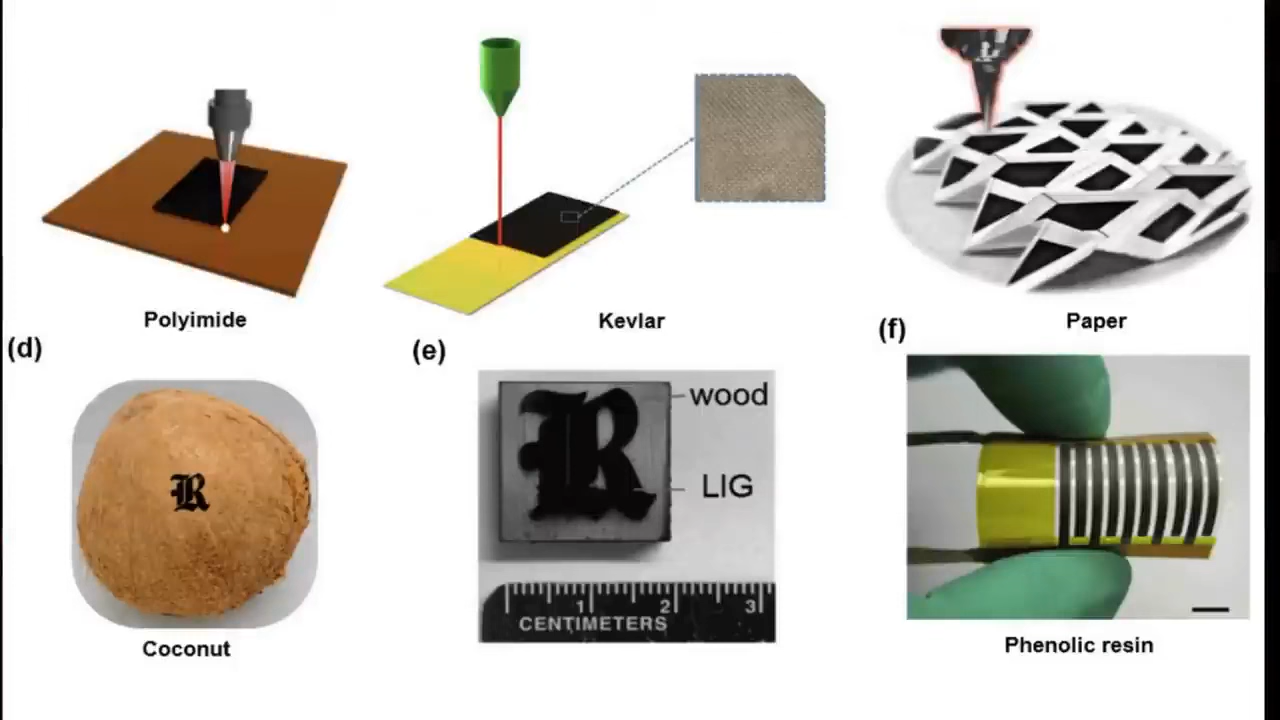 Polyimide
Kevlar
Paper
(d)
(e)
(f)
R
R
wood
LIG
1 2 3
CENTIMETERS
Coconut
Phenolic resin